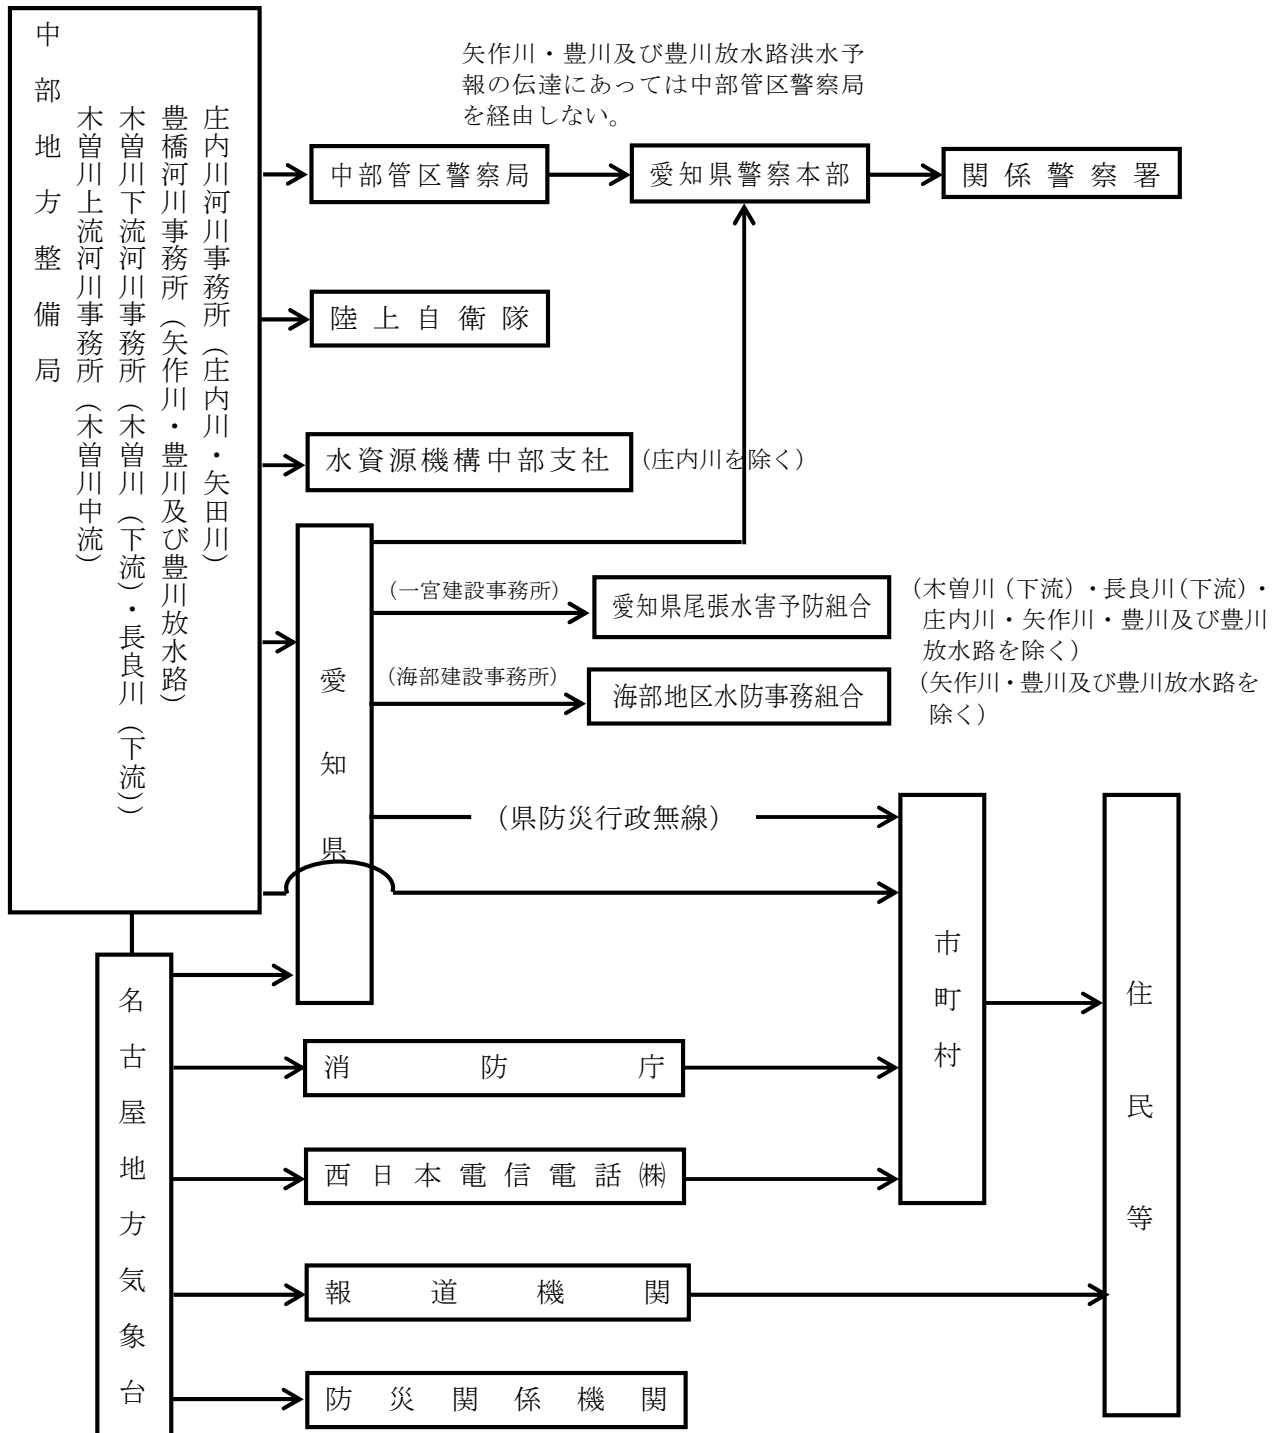 中部地方整備局
庄内川河川事務所（庄内川・矢田川）
豊橋河川事務所（矢作川・豊川及び豊川放水路）
木曽川下流河川事務所（木曽川（下流）・長良川（下流））
木曽川上流河川事務所（木曽川中流）
矢作川・豊川及び豊川放水路洪水予
報の伝達にあっては中部管区警察局
を経由しない。
中部管区警察局
愛知県警察本部
関係警察署
陸上自衛隊
水資源機構中部支社
（庄内川を除く）
愛知県
（一宮建設事務所）
愛知県尾張水害予防組合
（木曽川（下流）・長良川（下流）・
庄内川・矢作川・豊川及び豊川
放水路を除く）
（海部建設事務所）
海部地区水防事務組合
（矢作川・豊川及び豊川放水路を
除く）
（県防災行政無線）
市町村
住民等
名古屋地方気象台
消防庁
西日本電信電話㈱
報道機関
防災関係機関